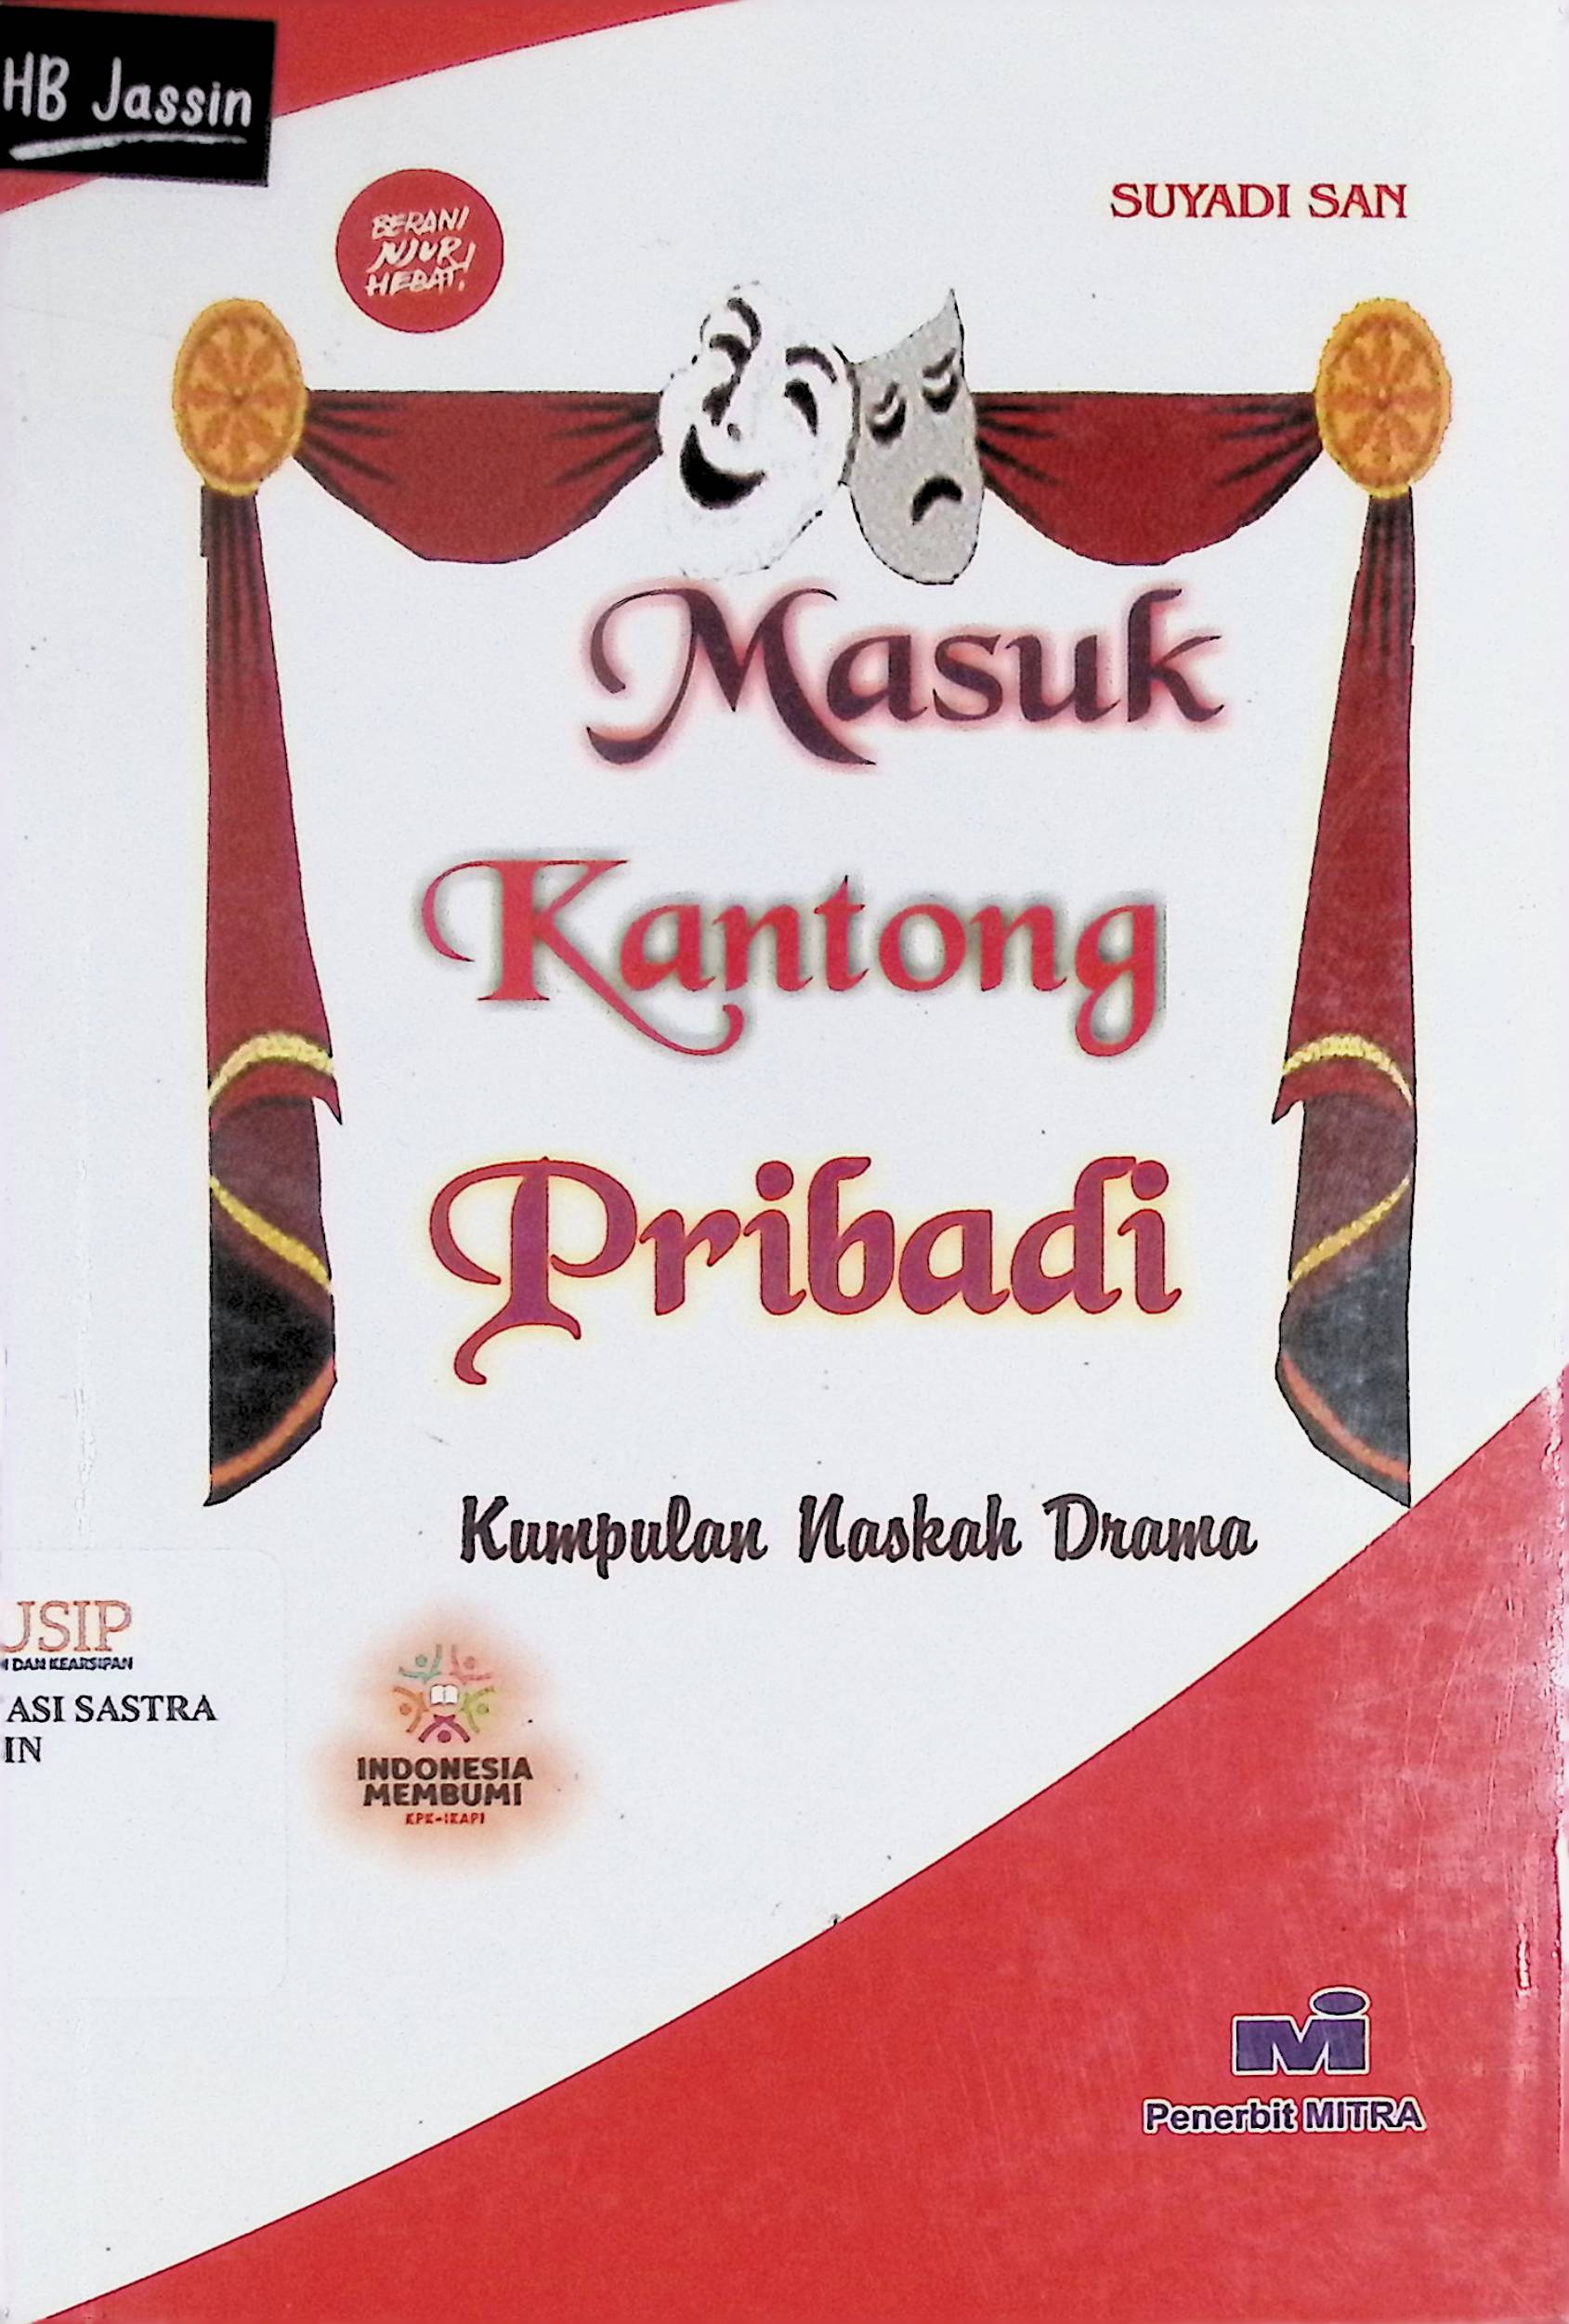 HB Jassin
SUYADI SAN
BERANI
JUJUR
HEBAT!
Masuk
Kantong
Pribadi
Kumpulan Naskah Drama
USIP
DAN KEARSIPAN
ASI SASTRA
IN
INDONESIA
MEMBUMI
KPK-IKAPI
Mi
Penerbit MITRA